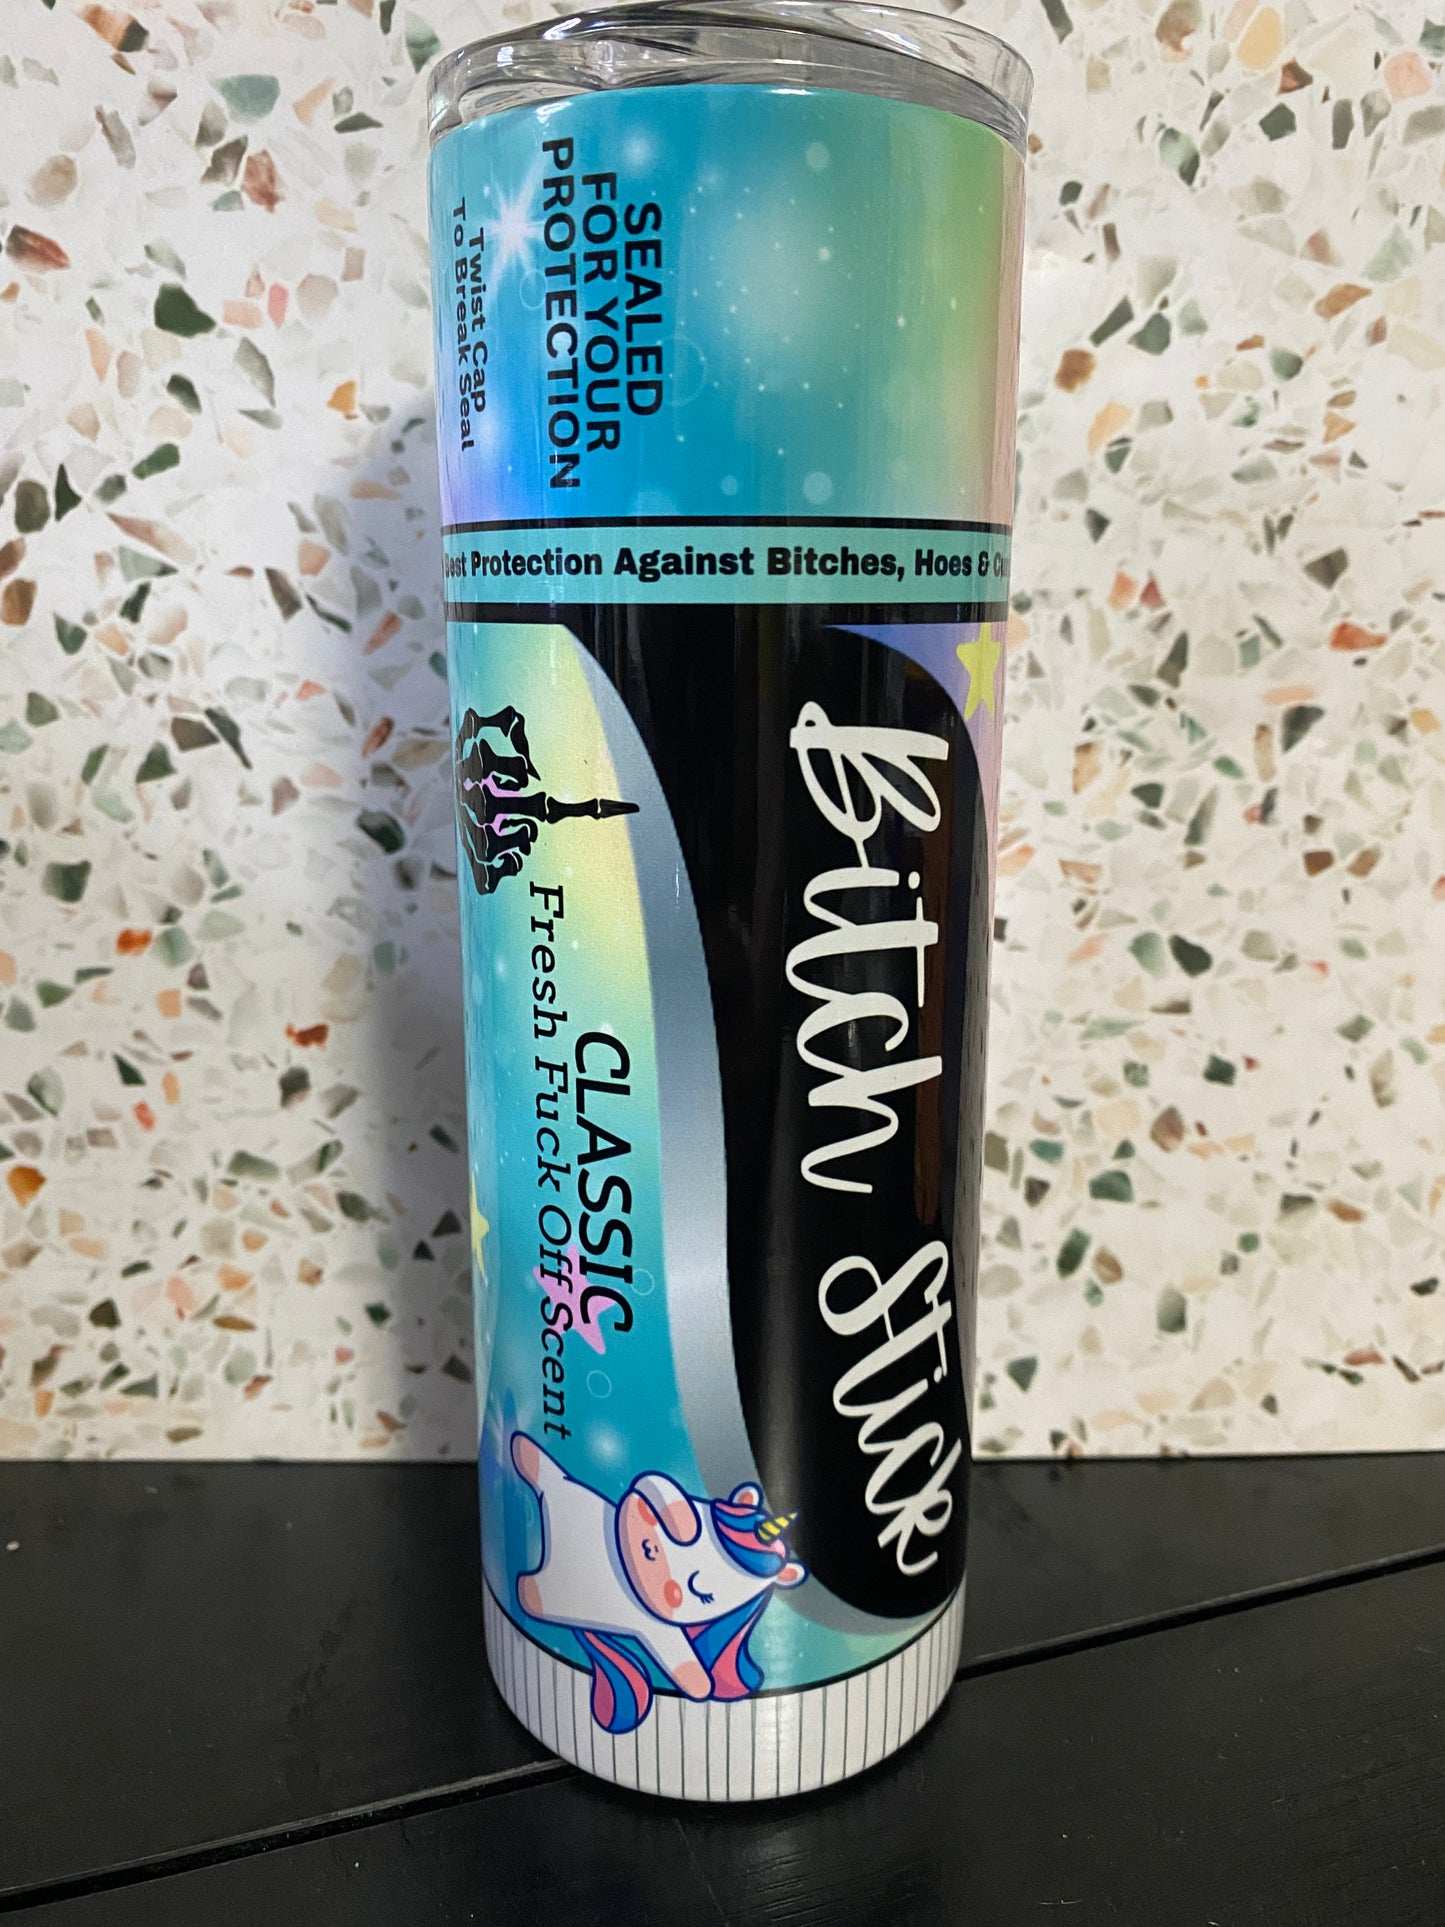 SEALED
FOR YOUR
PROTECTION
Twist Cap
To Break Seal
Best Protection Against Bitches, Hoes &
Bitch Stick
CLASSIC
Fresh Fuck Off Scent